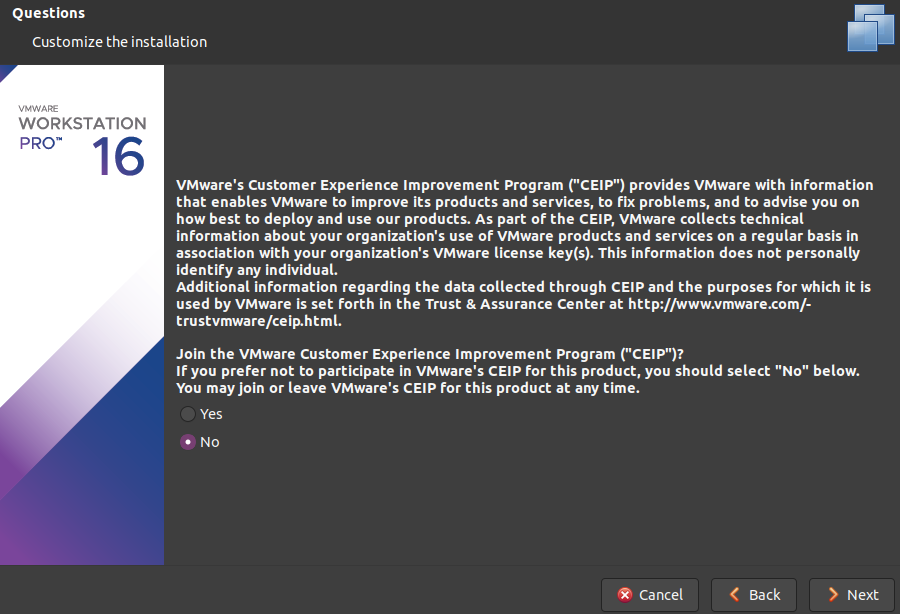 Questions
Customize the installation
VMWARE
WORKSTATION
PRO™ 16
VMware's Customer Experience Improvement Program ("CEIP") provides VMware with information
that enables VMware to improve its products and services, to fix problems, and to advise you on
how best to deploy and use our products. As part of the CEIP, VMware collects technical
information about your organization's use of VMware products and services on a regular basis in
association with your organization's VMware license key(s). This information does not personally
identify any individual.
Additional information regarding the data collected through CEIP and the purposes for which it is
used by VMware is set forth in the Trust & Assurance Center at http://www.vmware.com/-
trustvmware/ceip.html.
Join the VMware Customer Experience Improvement Program ("CEIP")?
If you prefer not to participate in VMware's CEIP for this product, you should select "No" below.
You may join or leave VMware's CEIP for this product at any time.
Yes
No
Cancel Back Next